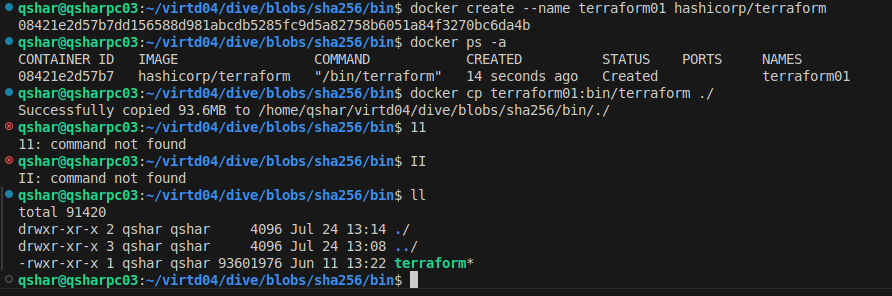 qshar@qsharpc03:~/virtd04/dive/blobs/sha256/bin$ docker create --name terraform01 hashicorp/terraform
08421e2d57b7dd156588d981abcdb5285fc9d5a82758b6051a84f3270bc6da4b
qshar@qsharpc03:~/virtd04/dive/blobs/sha256/bin$ docker ps -a
CONTAINER ID   IMAGE                 COMMAND            CREATED          STATUS    PORTS     NAMES
08421e2d57b7   hashicorp/terraform   "/bin/terraform"   14 seconds ago   Created             terraform01
qshar@qsharpc03:~/virtd04/dive/blobs/sha256/bin$ docker cp terraform01:bin/terraform ./
Successfully copied 93.6MB to /home/qshar/virtd04/dive/blobs/sha256/bin/./
qshar@qsharpc03:~/virtd04/dive/blobs/sha256/bin$ 11
11: command not found
qshar@qsharpc03:~/virtd04/dive/blobs/sha256/bin$ II
II: command not found
qshar@qsharpc03:~/virtd04/dive/blobs/sha256/bin$ ll
total 91420
drwxr-xr-x 2 qshar qshar     4096 Jul 24 13:14 ./
drwxr-xr-x 3 qshar qshar     4096 Jul 24 13:08 ../
-rwxr-xr-x 1 qshar qshar 93601976 Jun 11 13:22 terraform*
qshar@qsharpc03:~/virtd04/dive/blobs/sha256/bin$